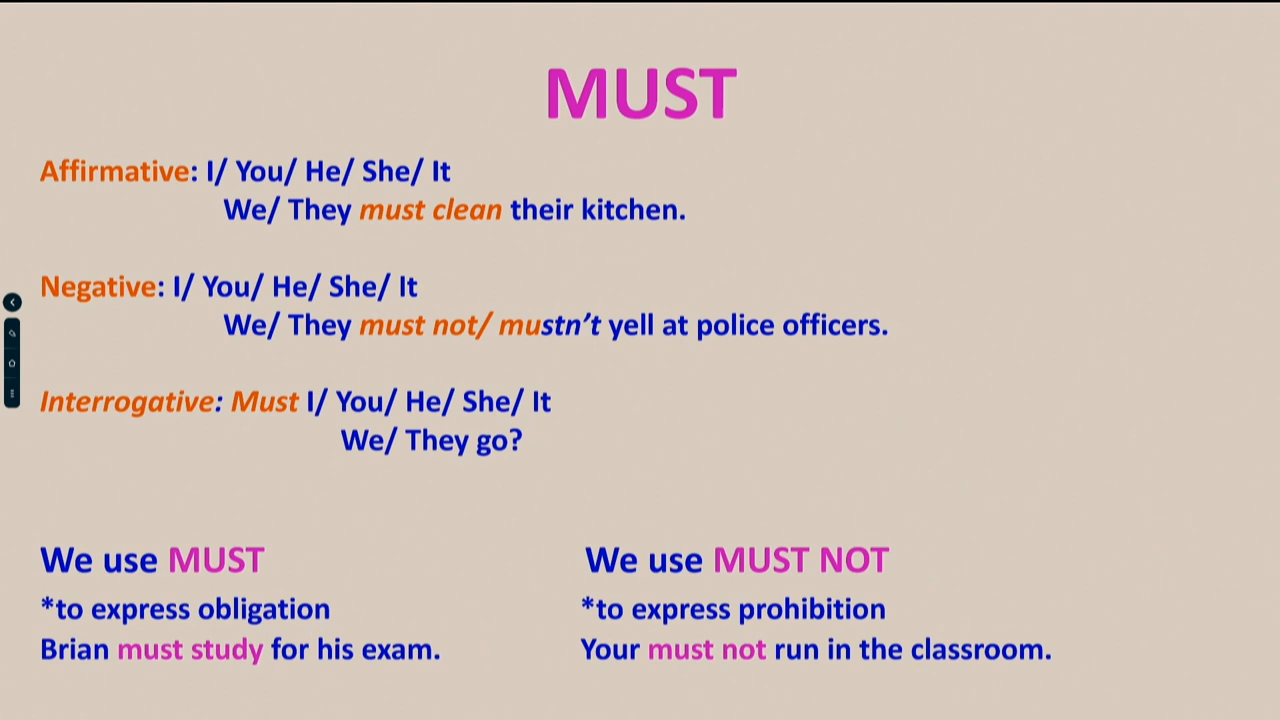 MUST
Affirmative: I/ You/ He/ She/ It
We/ They must clean their kitchen.
Negative: I/ You/ He/ She/ It
We/ They must not/ mustn’t yell at police officers.
Interrogative: Must I/ You/ He/ She/ It
We/ They go?
We use MUST
*to express obligation
Brian must study for his exam.
We use MUST NOT
*to express prohibition
Your must not run in the classroom.